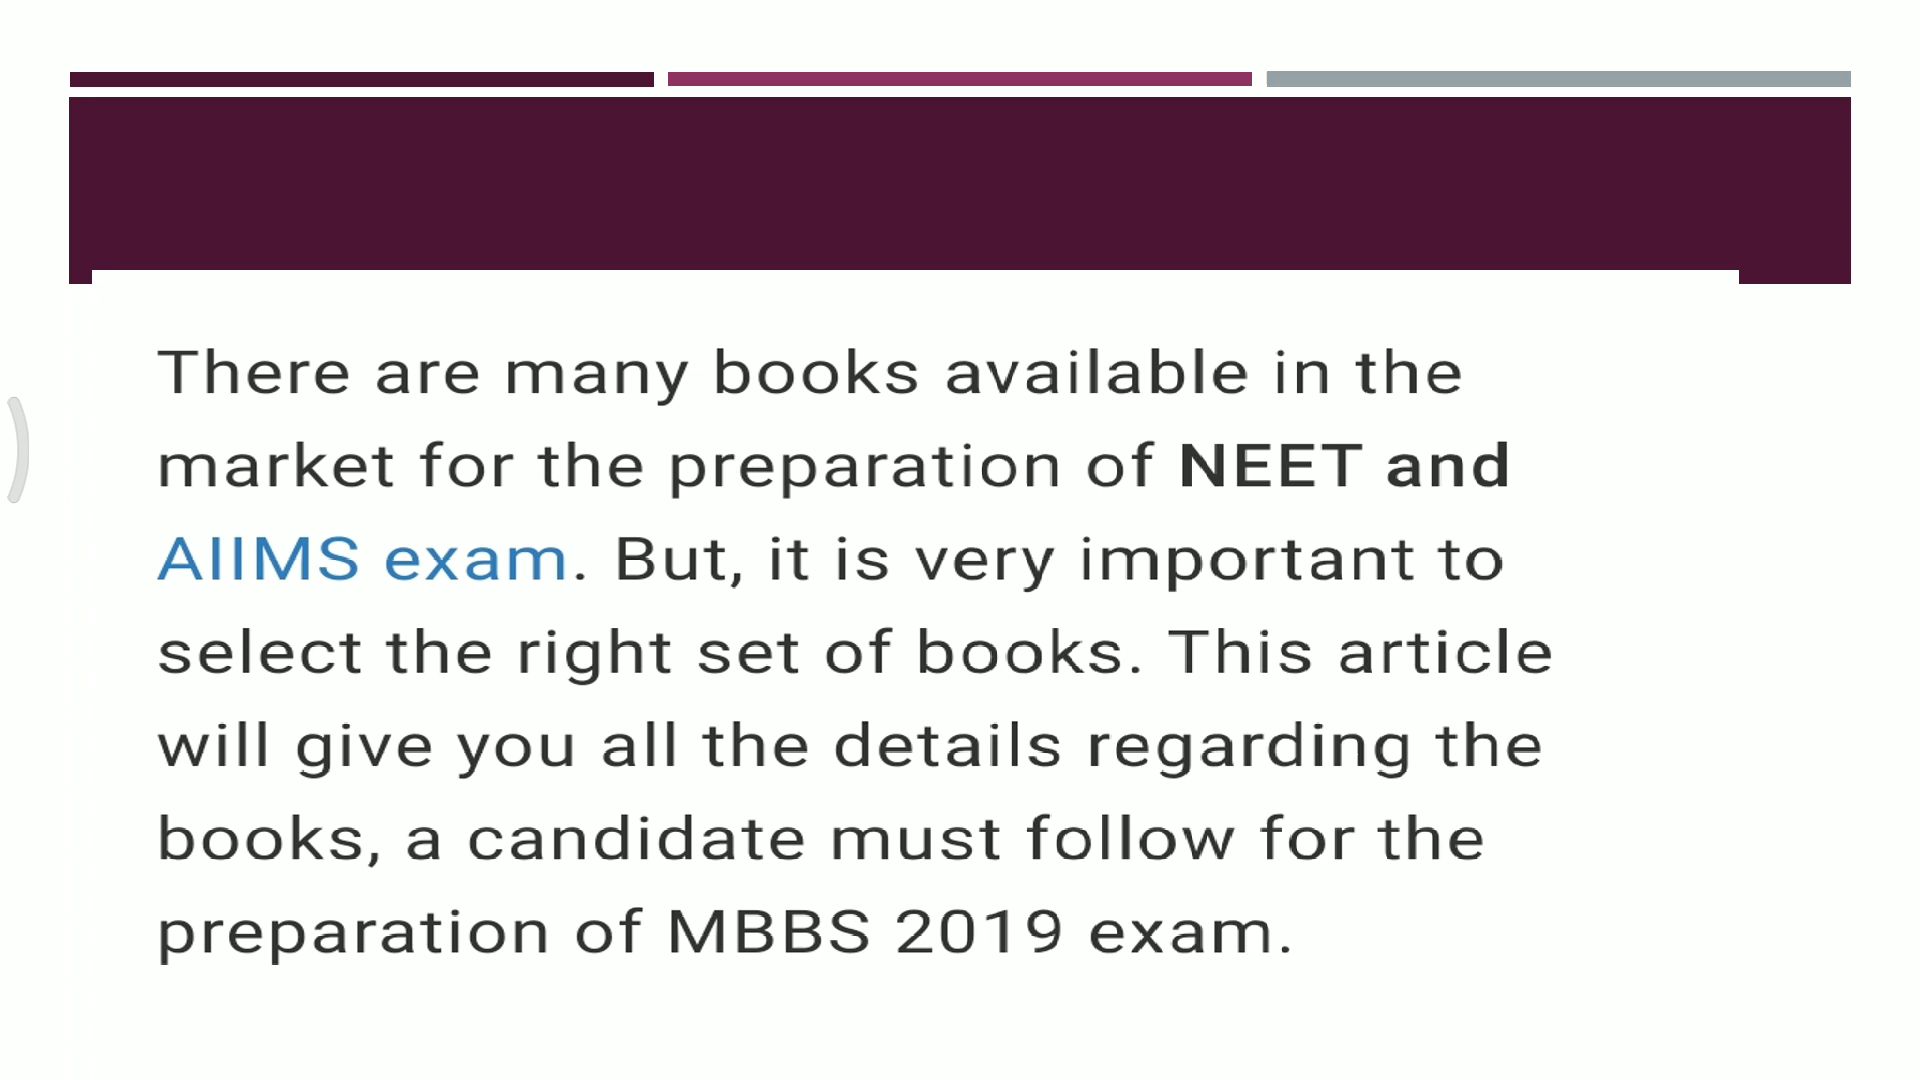 There are many books available in the
market for the preparation of NEET and
AIIMS exam. But, it is very important to
select the right set of books. This article
will give you all the details regarding the
books, a candidate must follow for the
preparation of MBBS 2019 exam.